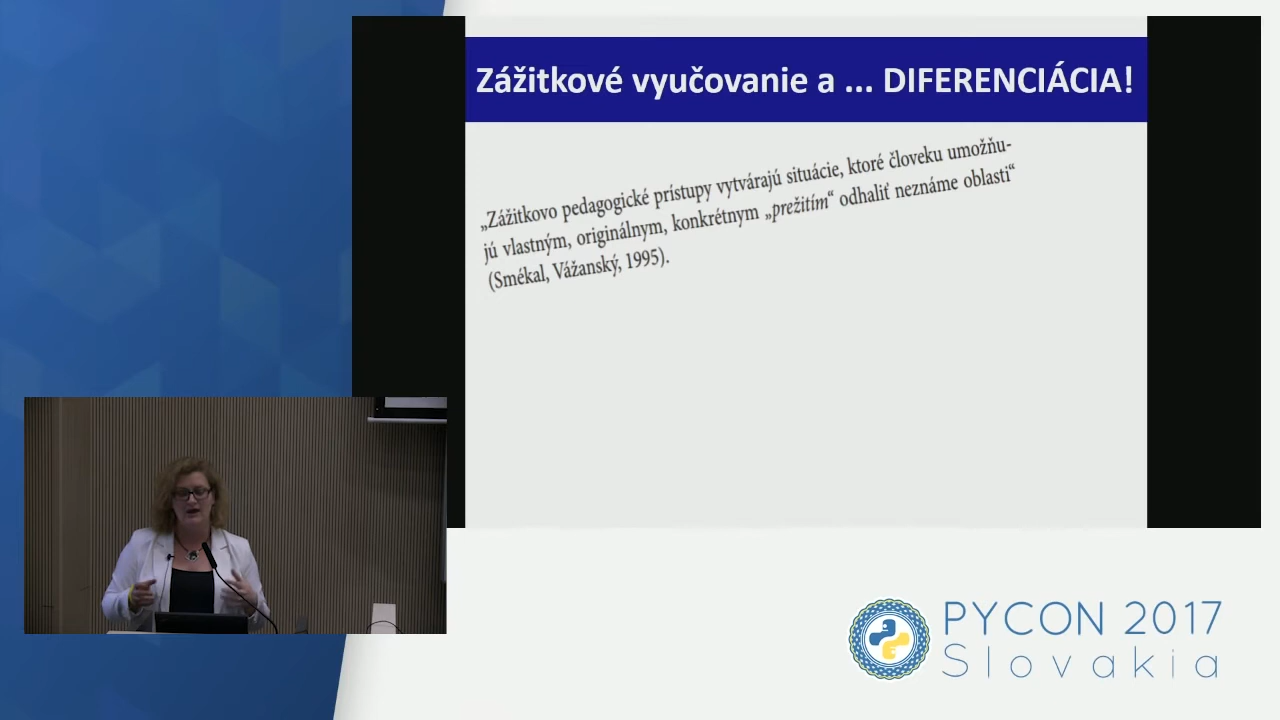 Zážitkové vyučovanie a ... DIFERENCIÁCIA!
„Zážitkovo pedagogické prístupy vytvárajú situácie, ktoré človeku umožňu-
jú vlastným, originálnym, konkrétnym „prežitím“ odhaliť neznáme oblasti“
(Smékal, Vážanský, 1995).
PYCON 2017
Slovakia